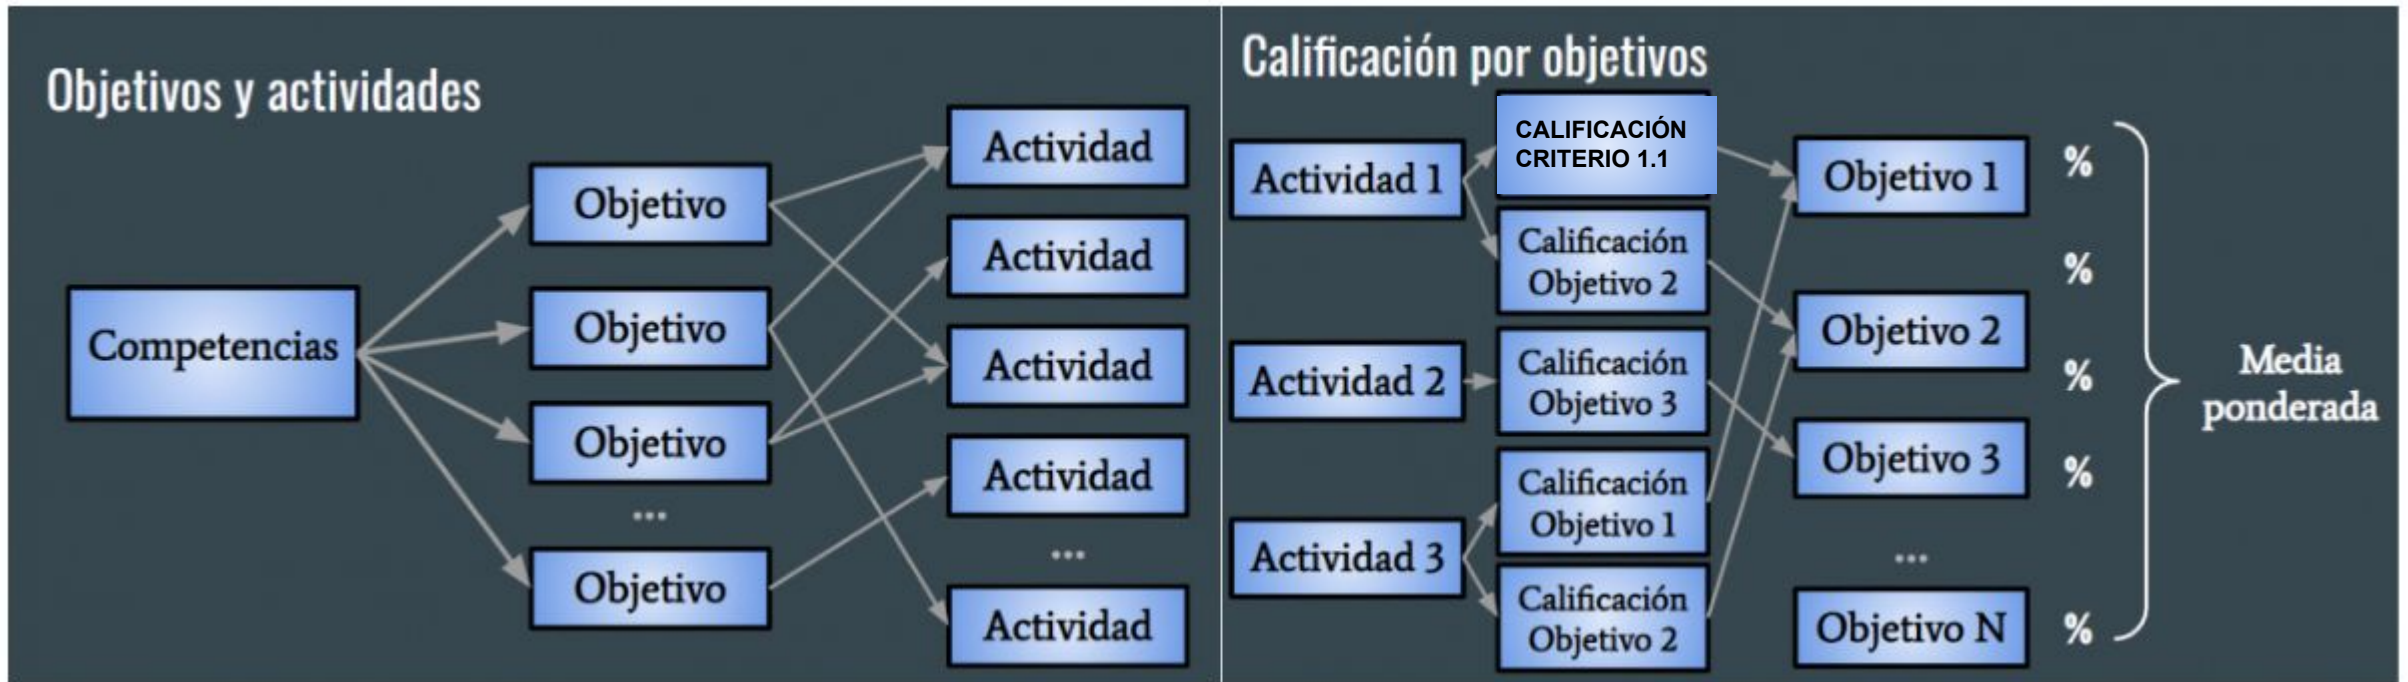 Objetivos y actividades
Competencias
Objetivo
Objetivo
Objetivo
...
Objetivo
Actividad
Actividad
Actividad
Actividad
...
Actividad
Calificación por objetivos
Actividad 1
Actividad 2
Actividad 3
CALIFICACIÓN
CRITERIO 1.1
Calificación
Objetivo 2
Calificación
Objetivo 3
Calificación
Objetivo 1
Calificación
Objetivo 2
Objetivo 1
Objetivo 2
Objetivo 3
...
Objetivo N
%
%
%
%
%
Media
ponderada